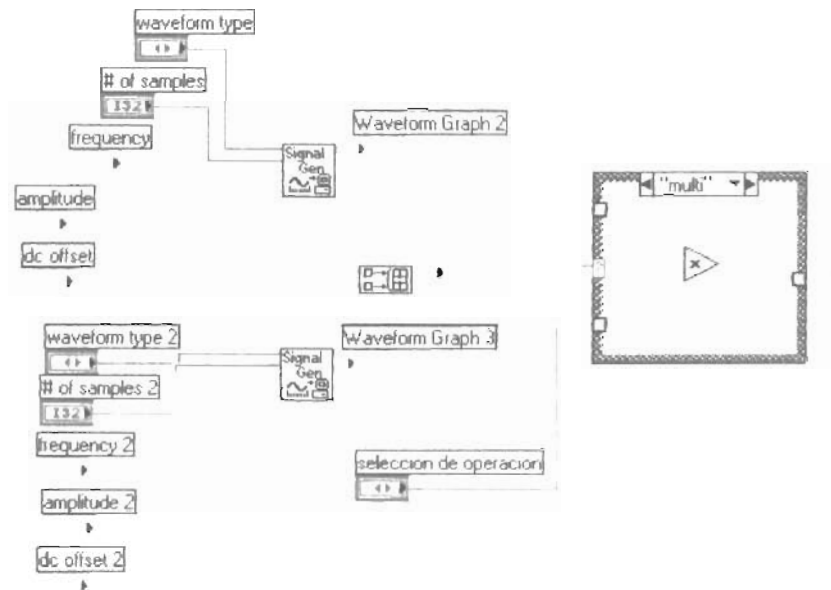 waveform type
# of samples
I32
frequency
amplitude
dc offset
Signal
Gen
Waveform Graph 2
"multi"
x
waveform type 2
# of samples 2
I32
frequency 2
amplitude 2
dc offset 2
Signal
Gen
Waveform Graph 3
seleccion de operacion